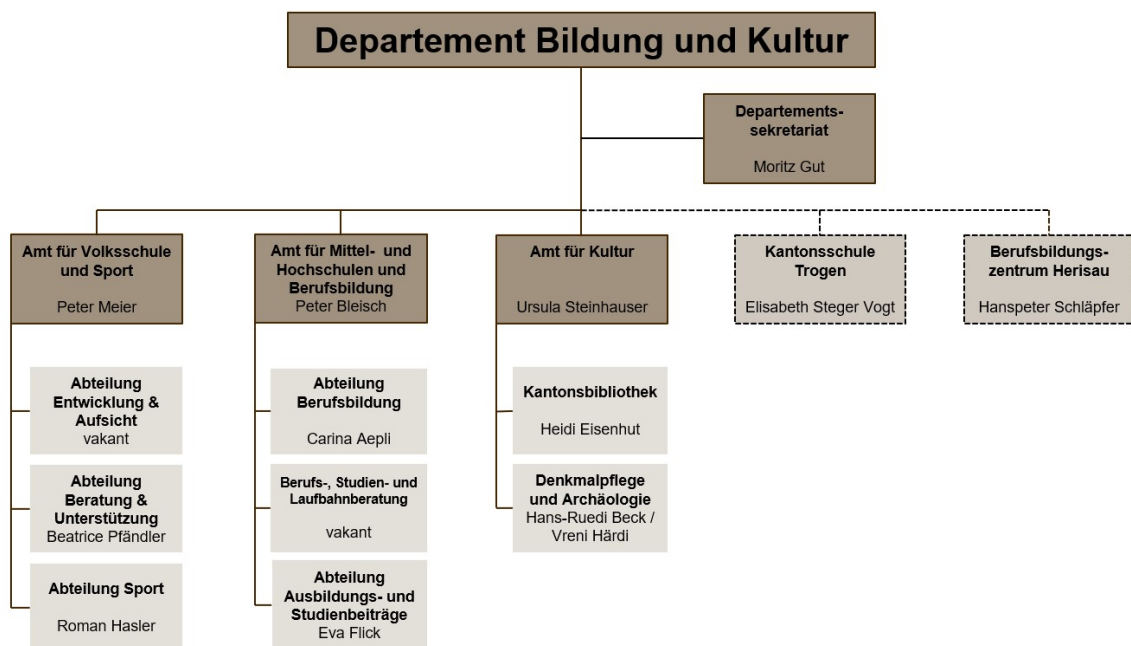 Departement Bildung und Kultur
Departements-
sekretariat
Moritz Gut
Amt für Volksschule
und Sport
Peter Meier
Amt für Mittel- und
Hochschulen und
Berufsbildung
Peter Bleisch
Amt für Kultur
Ursula Steinhauser
Kantonsschule
Trogen
Elisabeth Steger Vogt
Berufsbildungs-
zentrum Herisau
Hanspeter Schläpfer
Abteilung
Entwicklung &
Aufsicht
vakant
Abteilung
Beratung &
Unterstützung
Beatrice Pfändler
Abteilung Sport
Roman Hasler
Abteilung
Berufsbildung
Carina Aepli
Berufs-, Studien- und
Laufbahnberatung
vakant
Abteilung
Ausbildungs- und
Studienbeiträge
Eva Flick
Kantonsbibliothek
Heidi Eisenhut
Denkmalpflege
und Archäologie
Hans-Ruedi Beck /
Vreni Härdi